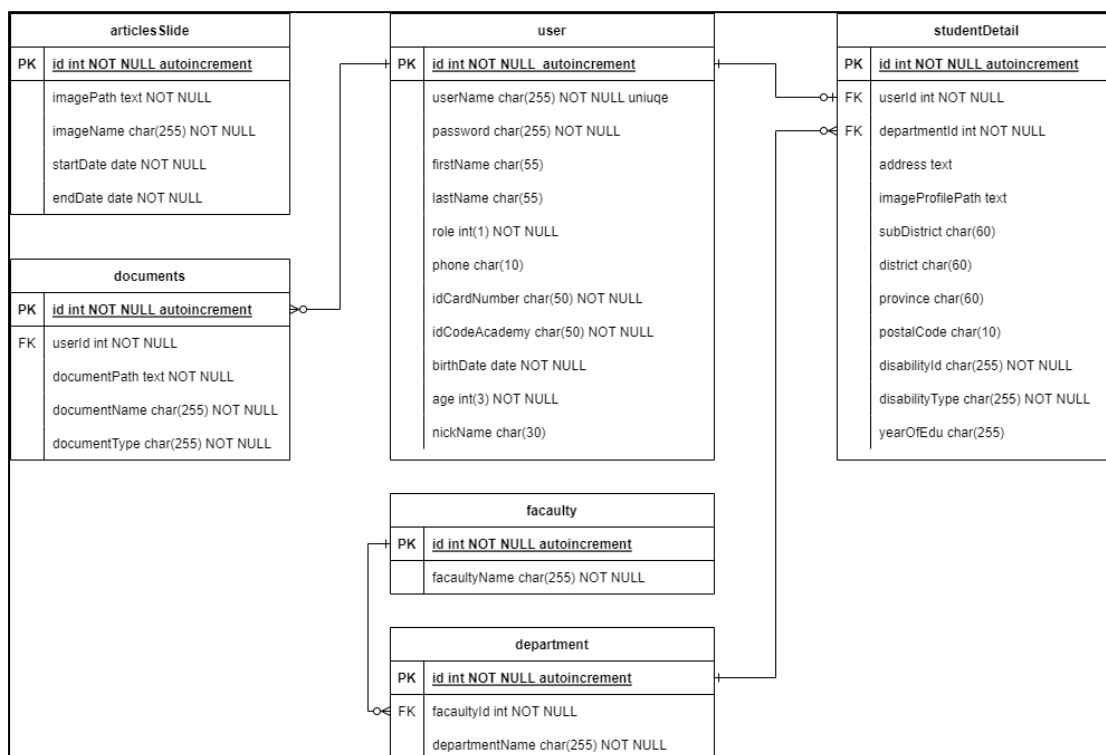 articlesSlide
PK id int NOT NULL autoincrement
imagePath text NOT NULL
imageName char(255) NOT NULL
startDate date NOT NULL
endDate date NOT NULL
documents
PK id int NOT NULL autoincrement
FK userId int NOT NULL
documentPath text NOT NULL
documentName char(255) NOT NULL
documentType char(255) NOT NULL
user
PK id int NOT NULL autoincrement
userName char(255) NOT NULL uniuqe
password char(255) NOT NULL
firstName char(55)
lastName char(55)
role int(1) NOT NULL
phone char(10)
idCardNumber char(50) NOT NULL
idCodeAcademy char(50) NOT NULL
birthDate date NOT NULL
age int(3) NOT NULL
nickName char(30)
facaulty
PK id int NOT NULL autoincrement
facaultyName char(255) NOT NULL
department
PK id int NOT NULL autoincrement
FK facaultyId int NOT NULL
departmentName char(255) NOT NULL
studentDetail
PK id int NOT NULL autoincrement
FK userId int NOT NULL
FK departmentId int NOT NULL
address text
imageProfilePath text
subDistrict char(60)
district char(60)
province char(60)
postalCode char(10)
disabilityId char(255) NOT NULL
disabilityType char(255) NOT NULL
yearOfEdu char(255)